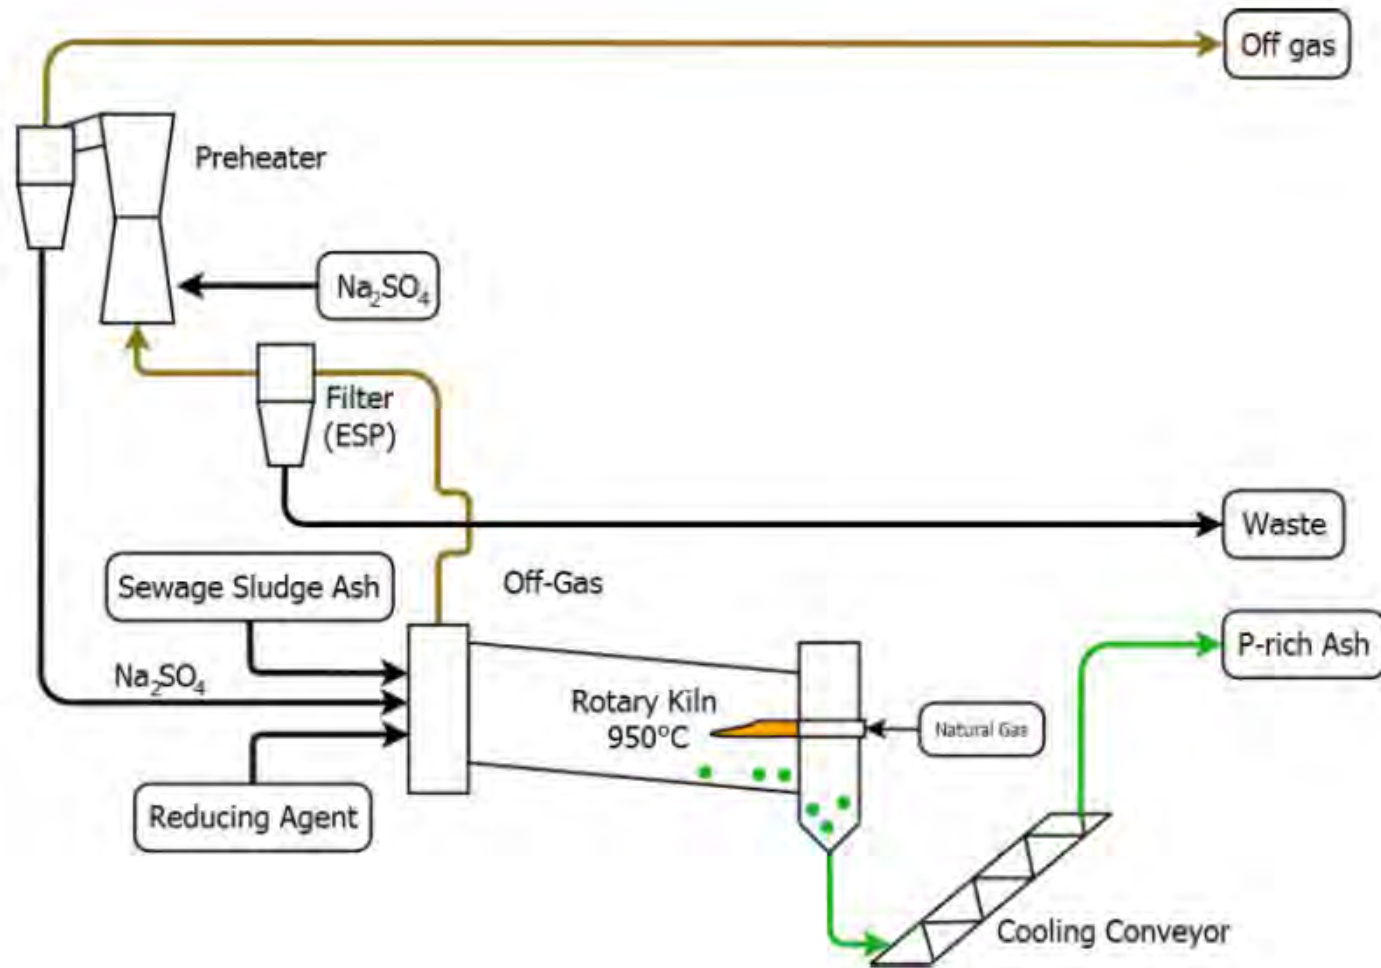 Off gas
Preheater
Na₂SO₄
Filter
(ESP)
Waste
Sewage Sludge Ash
Off-Gas
P-rich Ash
Na₂SO₄
Rotary Kiln
950°C
Natural Gas
Reducing Agent
Cooling Conveyor